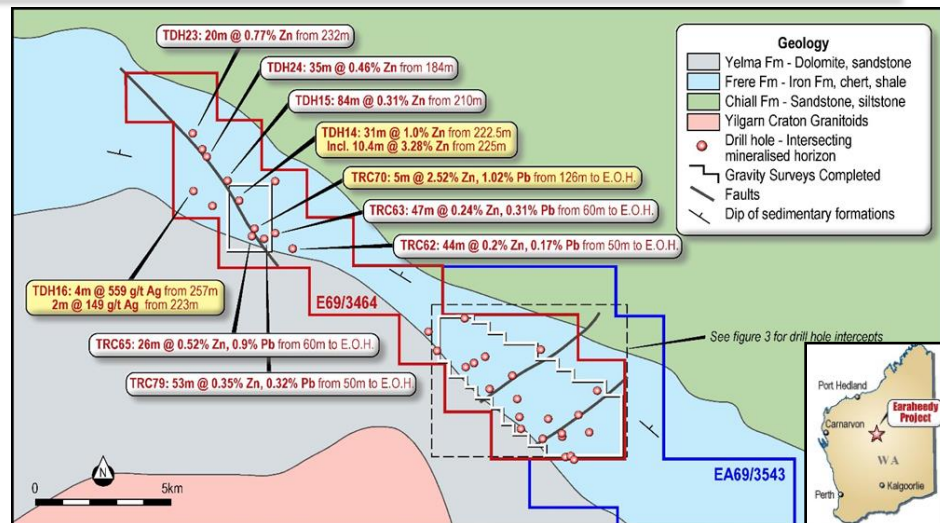 TDH23: 20m @ 0.77% Zn from 232m
TDH24: 35m @ 0.46% Zn from 184m
TDH15: 84m @ 0.31% Zn from 210m
TDH14: 31m @ 1.0% Zn from 222.5m
Incl. 10.4m @ 3.28% Zn from 225m
TRC70: 5m @ 2.52% Zn, 1.02% Pb from 126m to E.O.H.
TRC63: 47m @ 0.24% Zn, 0.31% Pb from 60m to E.O.H.
TRC62: 44m @ 0.2% Zn, 0.17% Pb from 50m to E.O.H.
TDH16: 4m @ 559 g/t Ag from 257m
2m @ 149 g/t Ag from 223m
E69/3464
TRC65: 26m @ 0.52% Zn, 0.9% Pb from 60m to E.O.H.
TRC79: 53m @ 0.35% Zn, 0.32% Pb from 50m to E.O.H.
Geology
Yelma Fm - Dolomite, sandstone
Frere Fm - Iron Fm, chert, shale
Chiall Fm - Sandstone, siltstone
Yilgarn Craton Granitoids
Drill hole - Intersecting
mineralised horizon
Gravity Surveys Completed
Faults
Dip of sedimentary formations
See figure 3 for drill hole intercepts
EA69/3543
N
0 5km
Port Hedland
Earaheedy
Project
Carnarvon
WA
Kalgoorlie
Perth